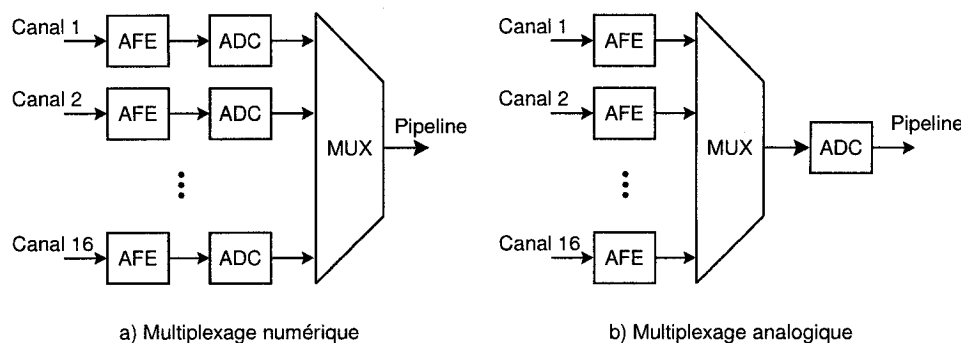 Canal 1
AFE
ADC
Canal 2
AFE
ADC
Canal 16
AFE
ADC
MUX
Pipeline
a) Multiplexage numérique
Canal 1
AFE
Canal 2
AFE
Canal 16
AFE
MUX
ADC
Pipeline
b) Multiplexage analogique